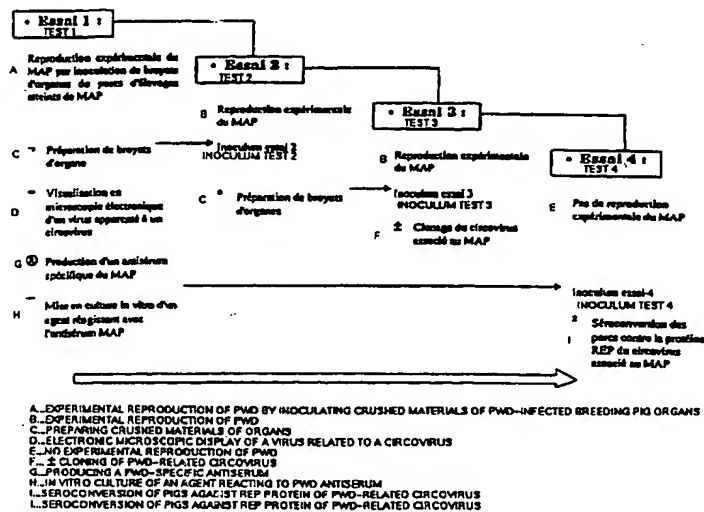 • Essai 1 :
TEST 1
A Reproduction expérimentale du
MAP par inoculation de broyats
d'organes de porcs d'élevages
atteints de MAP
C – Préparation de broyats
d'organe
– Visualisation en
D microscopie électronique
d'un virus apparenté à un
circovirus
G Production d'un antisérum
spécifique du MAP
H – Mise en culture in vitro d'un
agent réagissant avec
l'antisérum MAP
• Essai 2 :
TEST 2
B Reproduction expérimentale
du MAP
Inoculum essai 2
INOCULUM TEST 2
C • Préparation de broyats
d'organes
• Essai 3 :
TEST 3
B Reproduction expérimentale
du MAP
Inoculum essai 3
INOCULUM TEST 3
F ± Clonage du circovirus
associé au MAP
• Essai 4 :
TEST 4
E Pas de reproduction
expérimentale du MAP
Inoculum essai-4
INOCULUM TEST 4
I Séroconversion des
porcs contre la protéine
REP du circovirus
associé au MAP
A...EXPERIMENTAL REPRODUCTION OF PWD BY INOCULATING CRUSHED MATERIALS OF PWD-INFECTED BREEDING PIG ORGANS
B...EXPERIMENTAL REPRODUCTION OF PWD
C...PREPARING CRUSHED MATERIALS OF ORGANS
D...ELECTRONIC MICROSCOPIC DISPLAY OF A VIRUS RELATED TO A CIRCOVIRUS
E...NO EXPERIMENTAL REPRODUCTION OF PWD
F... ± CLONING OF PWD-RELATED CIRCOVIRUS
G...PRODUCING A PWD-SPECIFIC ANTISERUM
H...IN VITRO CULTURE OF AN AGENT REACTING TO PWD ANTISERUM
I...SEROCONVERSION OF PIGS AGAINST REP PROTEIN OF PWD-RELATED CIRCOVIRUS
I...SEROCONVERSION OF PIGS AGAINST REP PROTEIN OF PWD-RELATED CIRCOVIRUS